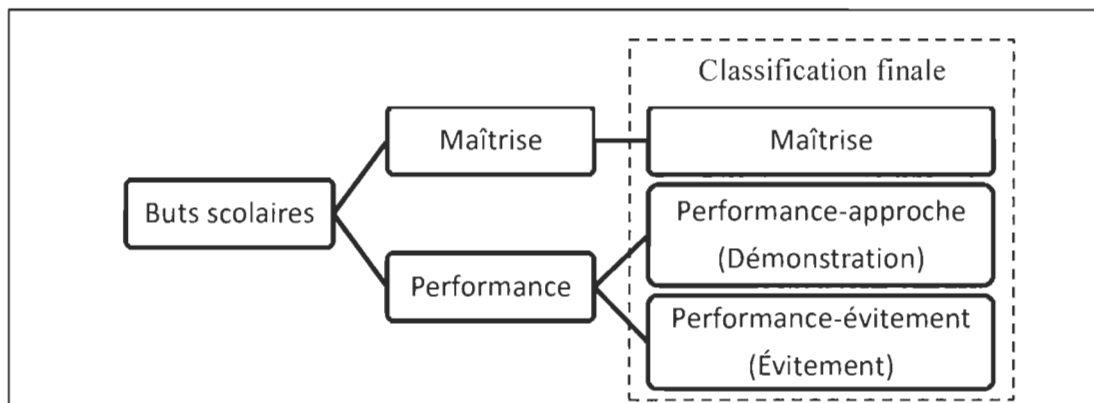 Classification finale
Buts scolaires
Maîtrise
Performance
Maîtrise
Performance-approche
(Démonstration)
Performance-évitement
(Évitement)